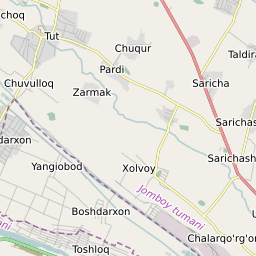 choq
Tut
Chuqur
Taldira
Pardi
Chuvulloq
Zarmak
Saricha
Sarichas
darxon
Yangiobod
Xolvoy
Sarichash
Jomboy tumani
Boshdarxon
Chalarqo'rg'on
Toshloq
ani